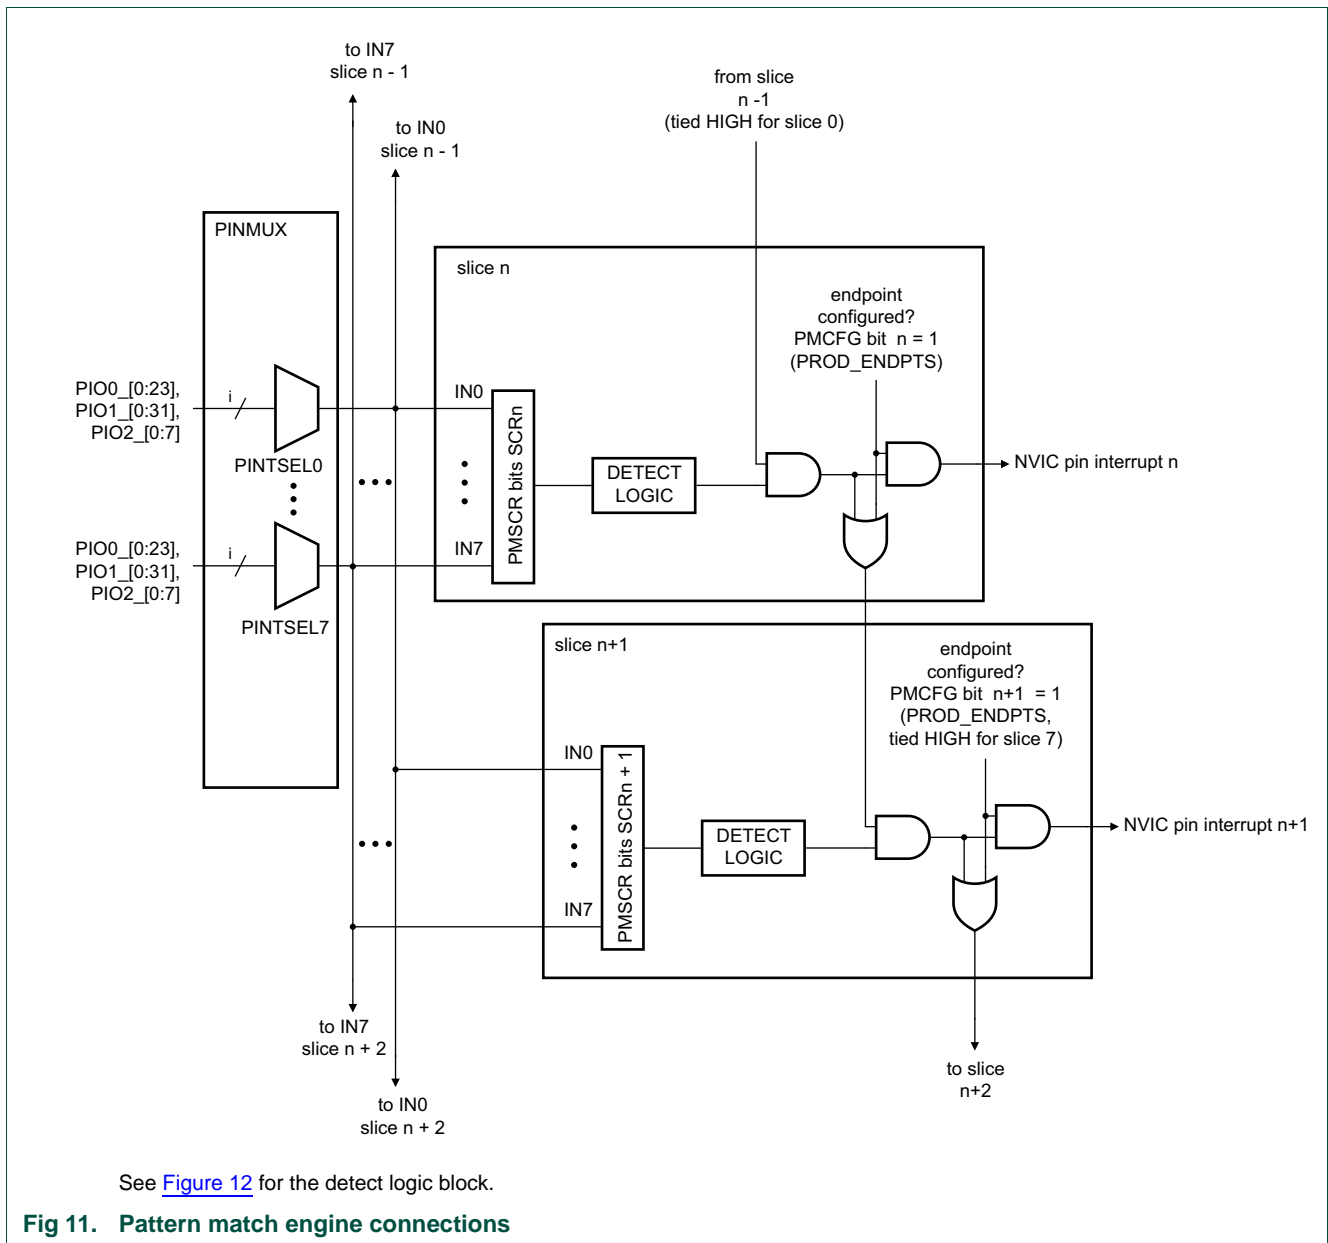 to IN7
slice n - 1
to IN0
slice n - 1
from slice
n -1
(tied HIGH for slice 0)
PINMUX
slice n
endpoint
configured?
PMCFG bit n = 1
(PROD_ENDPTS)
PIO0_[0:23],
PIO1_[0:31],
PIO2_[0:7]
i
PINTSEL0
IN0
PMSCR bits SCRn
DETECT
LOGIC
NVIC pin interrupt n
PIO0_[0:23],
PIO1_[0:31],
PIO2_[0:7]
i
PINTSEL7
IN7
slice n+1
endpoint
configured?
PMCFG bit n+1 = 1
(PROD_ENDPTS,
tied HIGH for slice 7)
IN0
PMSCR bits SCRn + 1
DETECT
LOGIC
NVIC pin interrupt n+1
IN7
to IN7
slice n + 2
to IN0
slice n + 2
to slice
n+2
See Figure 12 for the detect logic block.
Fig 11. Pattern match engine connections